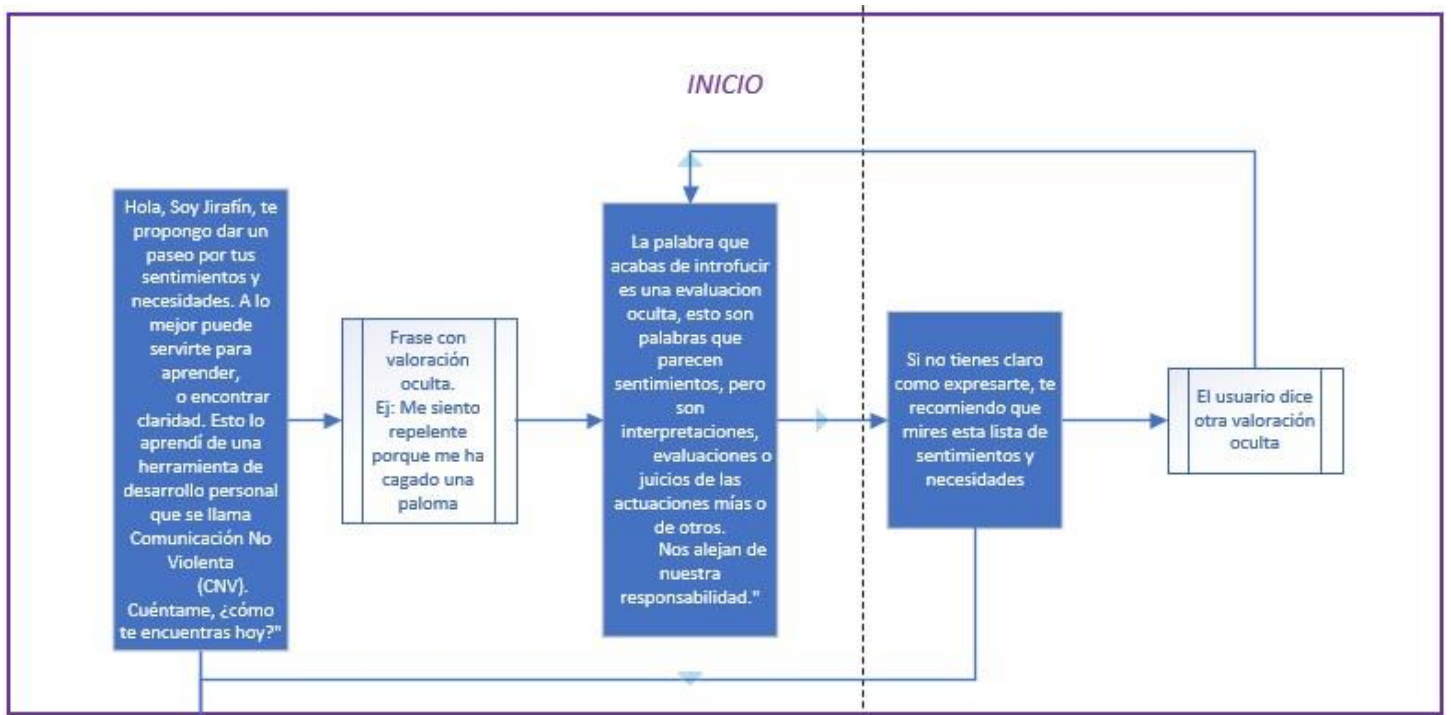 INICIO
Hola, Soy Jirafín, te
propongo dar un
paseo por tus
sentimientos y
necesidades. A lo
mejor puede
servirte para
aprender,
o encontrar
claridad. Esto lo
aprendí de una
herramienta de
desarrollo personal
que se llama
Comunicación No
Violenta
(CNV).
Cuéntame, ¿cómo
te encuentras hoy?"
Frase con
valoración
oculta.
Ej: Me siento
repelente
porque me ha
cagado una
paloma
La palabra que
acabas de introfucir
es una evaluacion
oculta, esto son
palabras que
parecen
sentimientos, pero
son
interpretaciones,
evaluaciones o
juicios de las
actuaciones mías o
de otros.
Nos alejan de
nuestra
responsabilidad."
Si no tienes claro
como expresarte, te
recomiendo que
mires esta lista de
sentimientos y
necesidades
El usuario dice
otra valoración
oculta